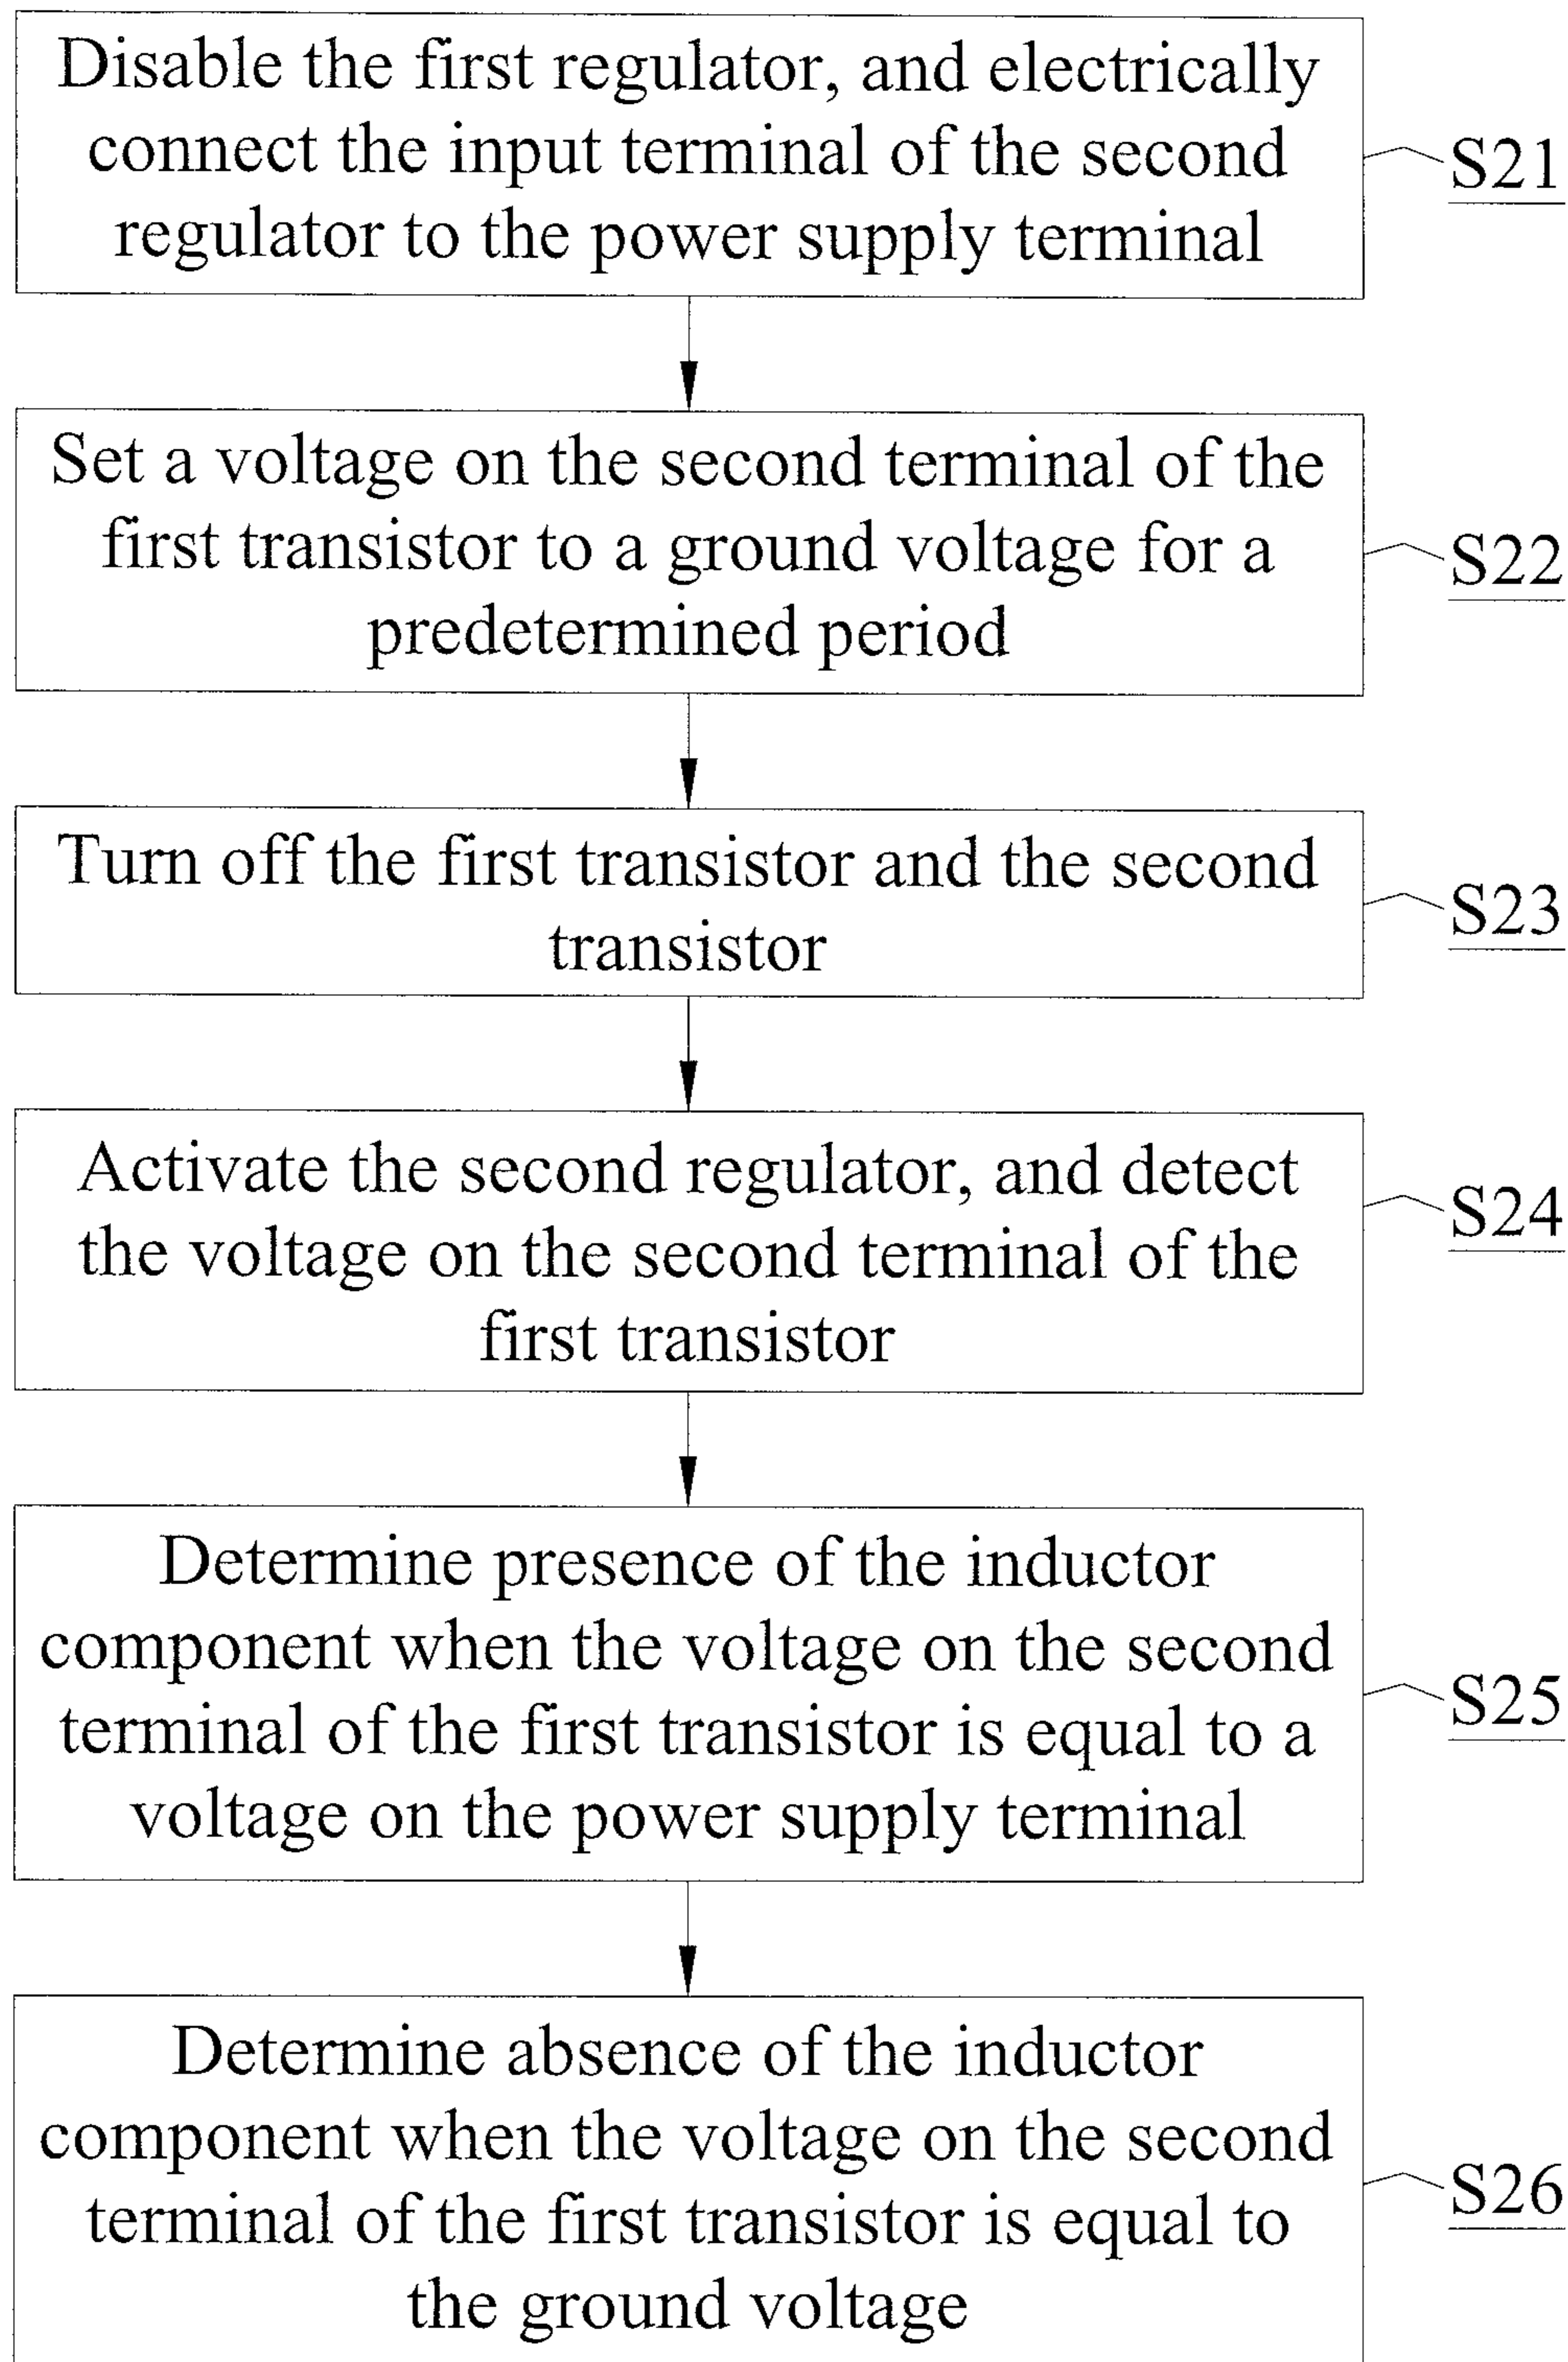 Disable the first regulator, and electrically
connect the input terminal of the second
regulator to the power supply terminal
S21
Set a voltage on the second terminal of the
first transistor to a ground voltage for a
predetermined period
S22
Turn off the first transistor and the second
transistor
S23
Activate the second regulator, and detect
the voltage on the second terminal of the
first transistor
S24
Determine presence of the inductor
component when the voltage on the second
terminal of the first transistor is equal to a
voltage on the power supply terminal
S25
Determine absence of the inductor
component when the voltage on the second
terminal of the first transistor is equal to
the ground voltage
S26